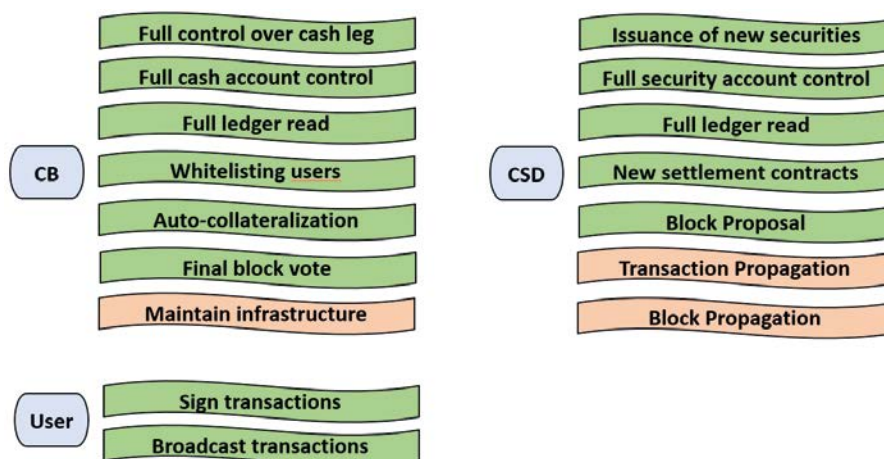 CB
Full control over cash leg
Full cash account control
Full ledger read
Whitelisting users
Auto-collateralization
Final block vote
Maintain infrastructure
CSD
Issuance of new securities
Full security account control
Full ledger read
New settlement contracts
Block Proposal
Transaction Propagation
Block Propagation
User
Sign transactions
Broadcast transactions